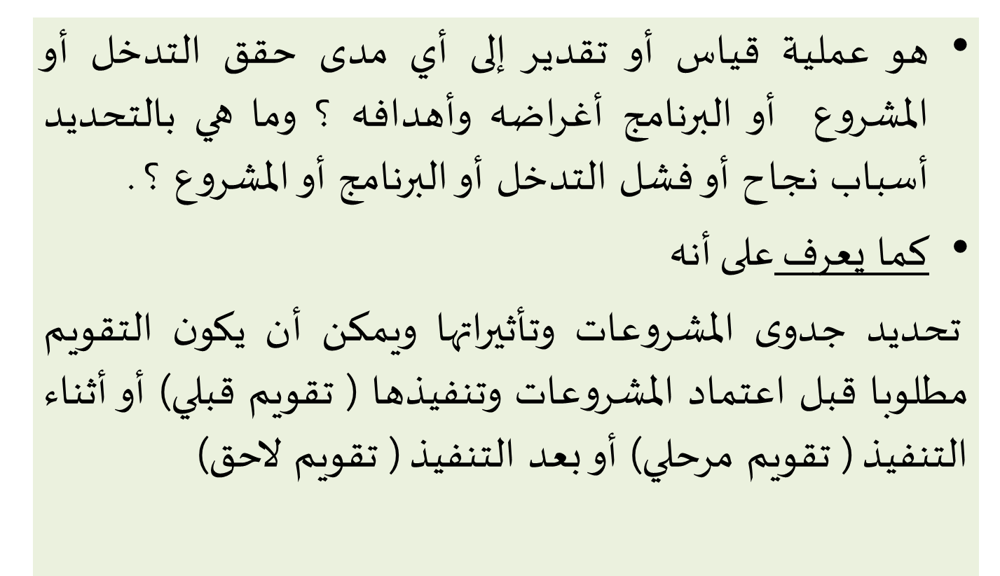 • هو عملية قياس أو تقدير إلى أي مدى حقق التدخل أو
المشروع أو البرنامج أغراضه وأهدافه ؟ وما هي بالتحديد
أسباب نجاح أو فشل التدخل أو البرنامج أو المشروع ؟ .
• كما يعرف على أنه
تحديد جدوى المشروعات وتأثيراتها ويمكن أن يكون التقويم
مطلوبا قبل اعتماد المشروعات وتنفيذها ( تقويم قبلي) أو أثناء
التنفيذ ( تقويم مرحلي) أو بعد التنفيذ ( تقويم لاحق)